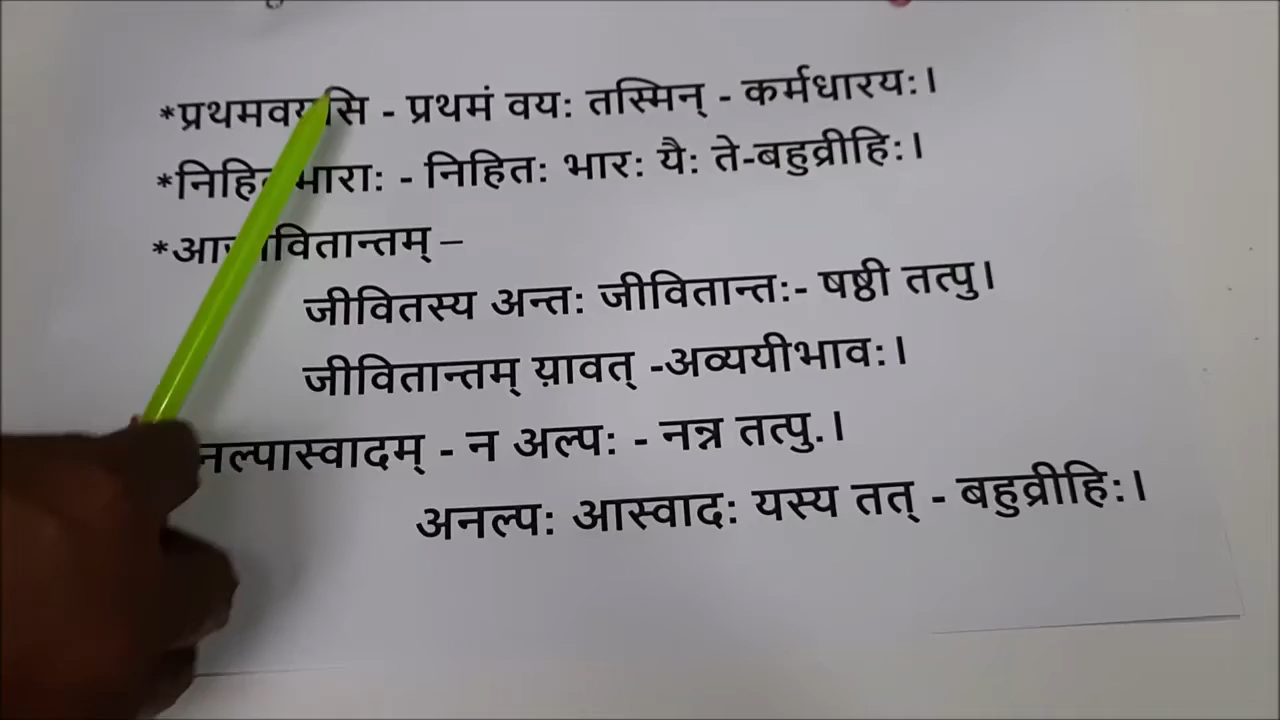 - प्रथमं वयः तस्मिन् - कर्मधारयः।
- निहितः भारः यैः ते-बहुव्रीहिः।
जीवितस्य अन्तः जीवितान्तः- षष्ठी तत्पु।
जीवितान्तम् य़ावत् -अव्ययीभावः।
- न अल्पः - नन्न तत्पु.।
अनल्पः आस्वादः यस्य तत् - बहुव्रीहिः।